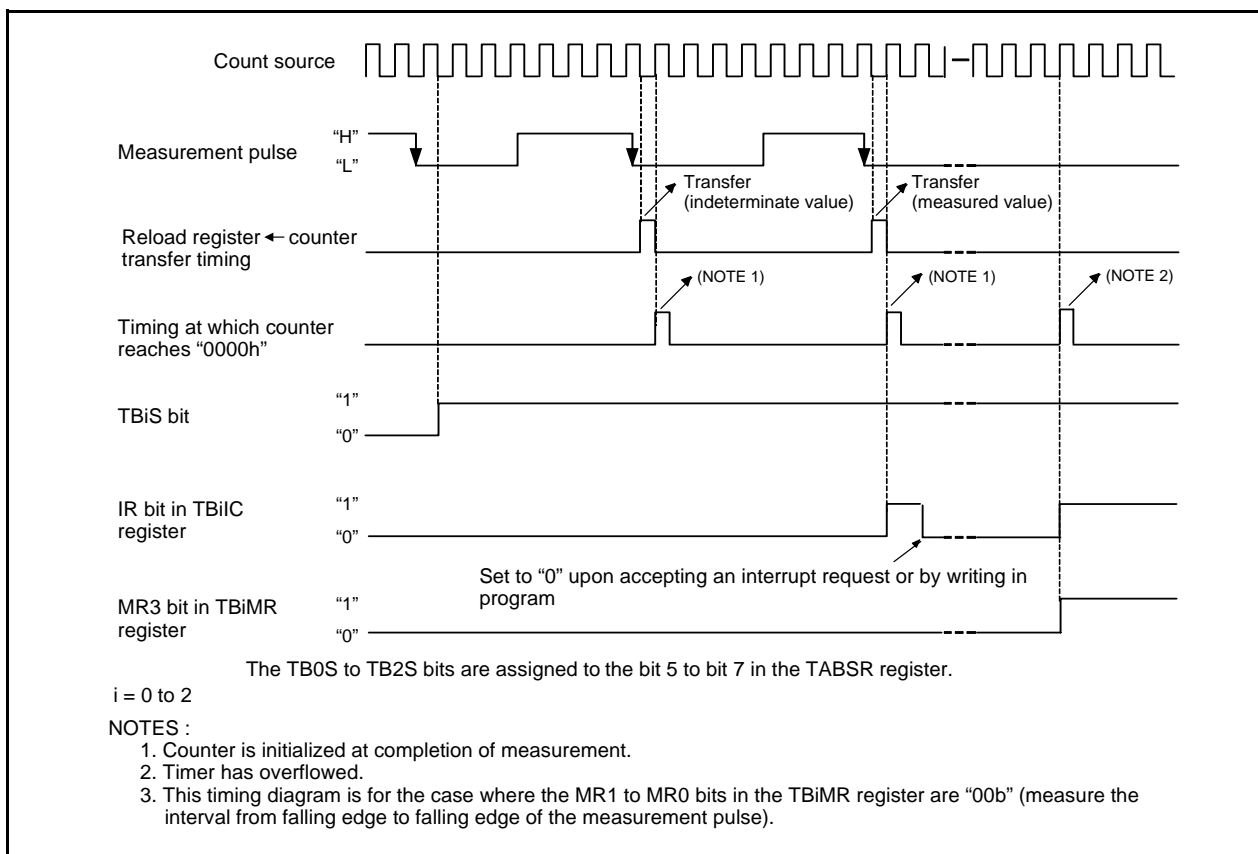 Count source
Measurement pulse
“H”
“L”
Transfer
(indeterminate value)
Transfer
(measured value)
Reload register ← counter
transfer timing
(NOTE 1)
(NOTE 1)
(NOTE 2)
Timing at which counter
reaches “0000h”
TBiS bit
“1”
“0”
IR bit in TBiIC
register
“1”
“0”
Set to “0” upon accepting an interrupt request or by writing in
program
MR3 bit in TBiMR
register
“1”
“0”
The TB0S to TB2S bits are assigned to the bit 5 to bit 7 in the TABSR register.
i = 0 to 2
NOTES :
1. Counter is initialized at completion of measurement.
2. Timer has overflowed.
3. This timing diagram is for the case where the MR1 to MR0 bits in the TBiMR register are “00b” (measure the
interval from falling edge to falling edge of the measurement pulse).